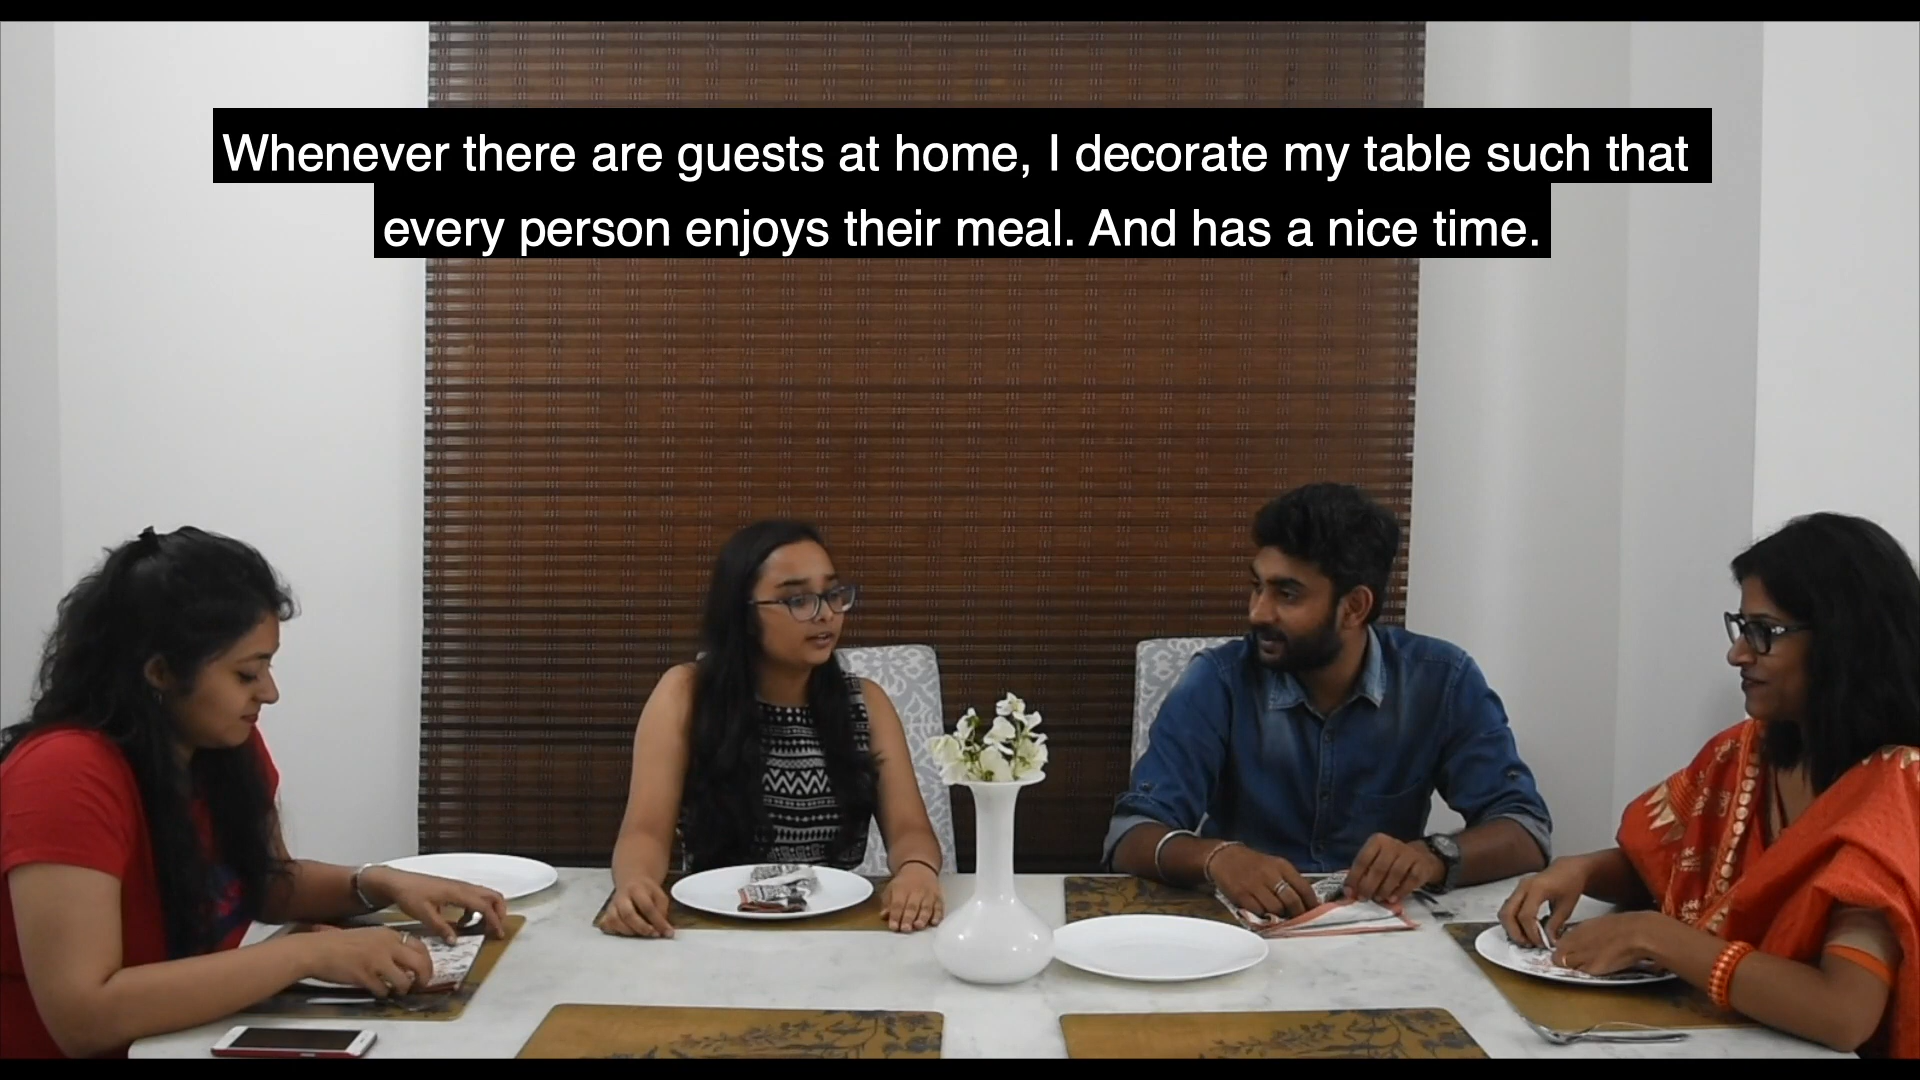 Whenever there are guests at home, I decorate my table such that
every person enjoys their meal. And has a nice time.